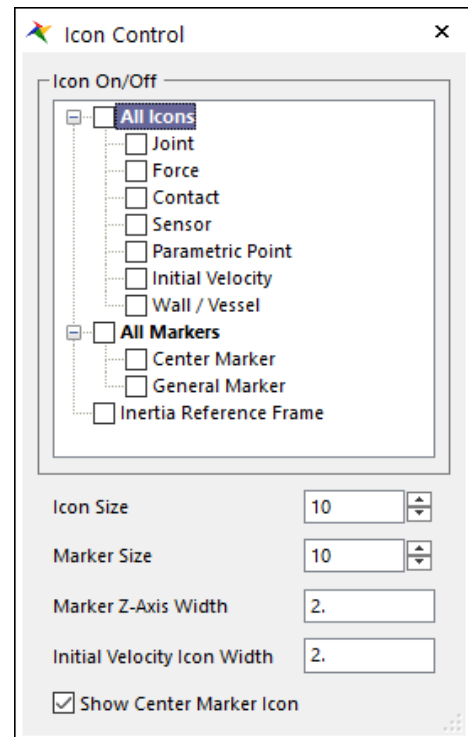 Icon Control
Icon On/Off
All Icons
Joint
Force
Contact
Sensor
Parametric Point
Initial Velocity
Wall / Vessel
All Markers
Center Marker
General Marker
Inertia Reference Frame
Icon Size 10
Marker Size 10
Marker Z-Axis Width 2.
Initial Velocity Icon Width 2.
Show Center Marker Icon